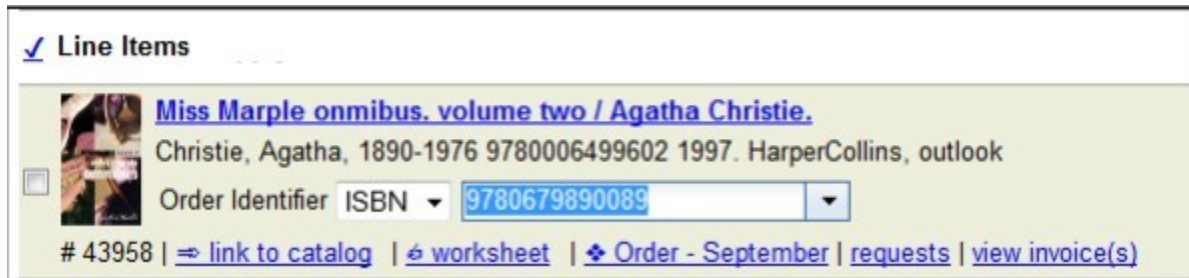 ✓ Line Items
Miss Marple onmibus. volume two / Agatha Christie.
Christie, Agatha, 1890-1976 9780006499602 1997. HarperCollins, outlook
Order Identifier ISBN 9780679890089
# 43958 | ⇨ link to catalog | worksheet | ❖ Order - September | requests | view invoice(s)